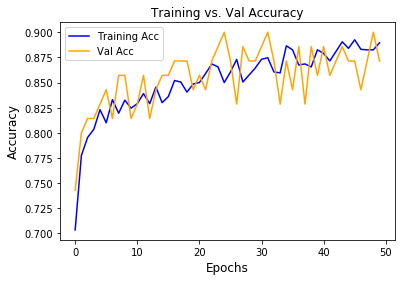 Training vs. Val Accuracy
Training Acc
Val Acc
0.900
0.875
0.850
0.825
0.800
0.775
0.750
0.725
0.700
Accuracy
0 10 20 30 40 50
Epochs